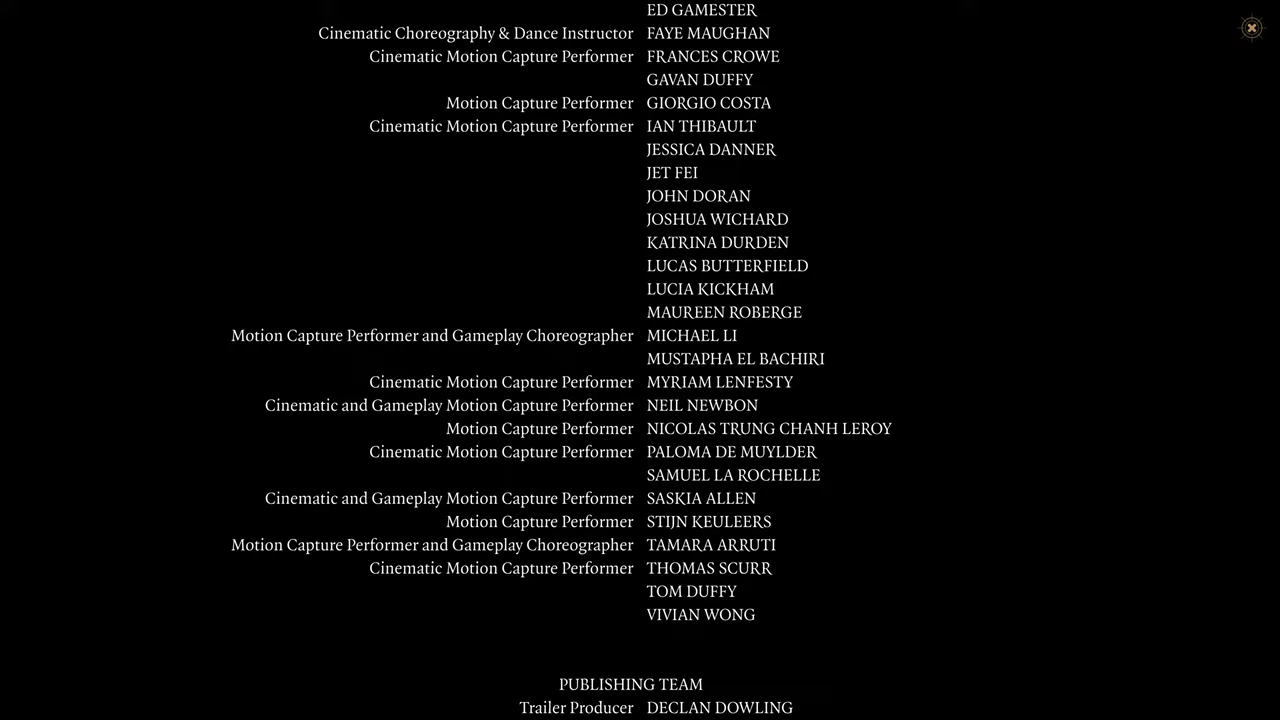 ED GAMESTER
Cinematic Choreography & Dance Instructor FAYE MAUGHAN
Cinematic Motion Capture Performer FRANCES CROWE
GAVAN DUFFY
Motion Capture Performer GIORGIO COSTA
Cinematic Motion Capture Performer IAN THIBAULT
JESSICA DANNER
JET FEI
JOHN DORAN
JOSHUA WICHARD
KATRINA DURDEN
LUCAS BUTTERFIELD
LUCIA KICKHAM
MAUREEN ROBERGE
Motion Capture Performer and Gameplay Choreographer MICHAEL LI
MUSTAPHA EL BACHIRI
Cinematic Motion Capture Performer MYRIAM LENFESTY
Cinematic and Gameplay Motion Capture Performer NEIL NEWBON
Motion Capture Performer NICOLAS TRUNG CHANH LEROY
Cinematic Motion Capture Performer PALOMA DE MUYLDER
SAMUEL LA ROCHELLE
Cinematic and Gameplay Motion Capture Performer SASKIA ALLEN
Motion Capture Performer STIJN KEULEERS
Motion Capture Performer and Gameplay Choreographer TAMARA ARRUTI
Cinematic Motion Capture Performer THOMAS SCURR
TOM DUFFY
VIVIAN WONG
PUBLISHING TEAM
Trailer Producer DECLAN DOWLING